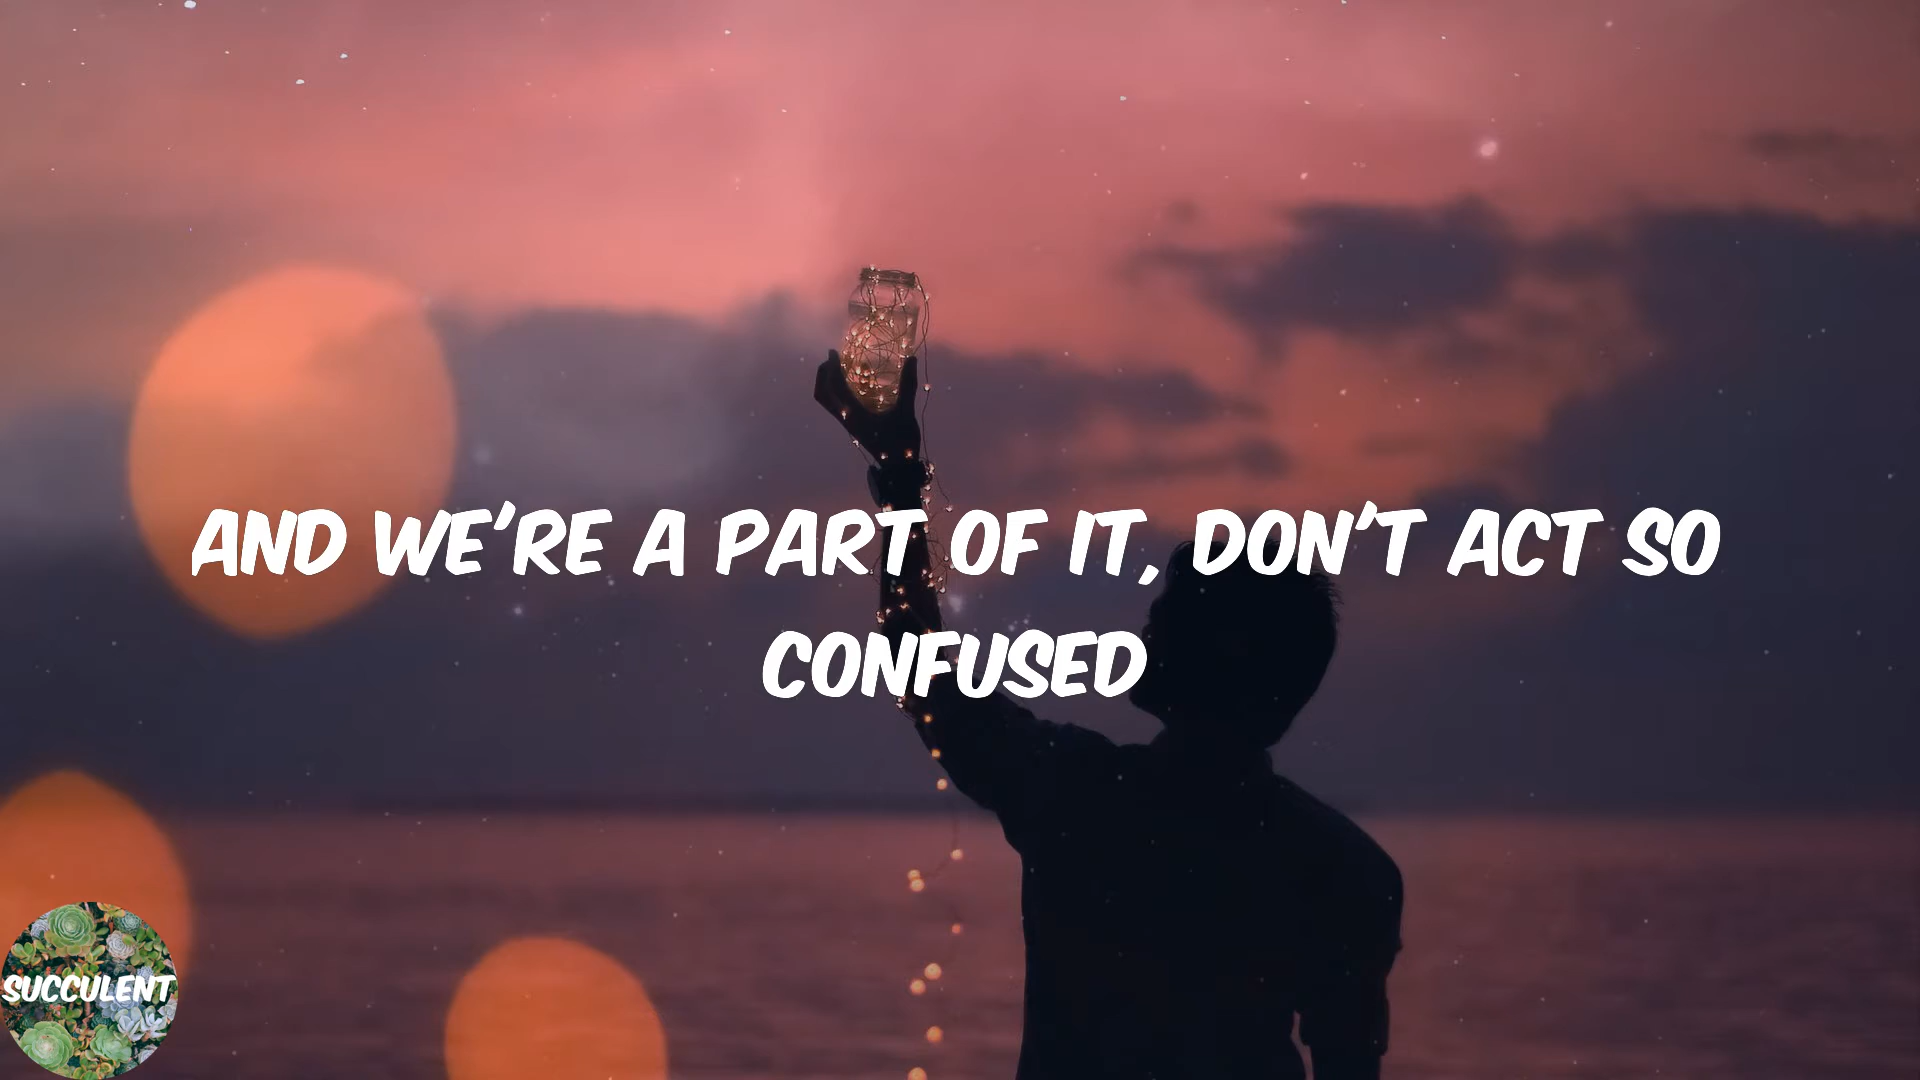 AND WE'RE A PART OF IT, DON'T ACT SO
CONFUSED
SUCCULENT